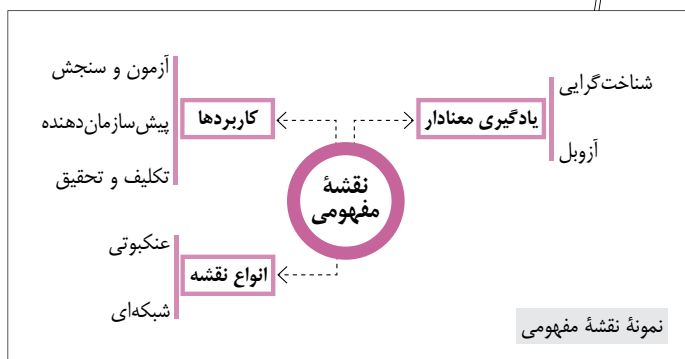 نقشهٔ
مفهومی
یادگیری معنادار
شناخت‌گرایی
آزوبل
کاربردها
آزمون و سنجش
پیش‌سازمان‌دهنده
تکلیف و تحقیق
انواع نقشه
عنکبوتی
شبکه‌ای
نمونهٔ نقشهٔ مفهومی